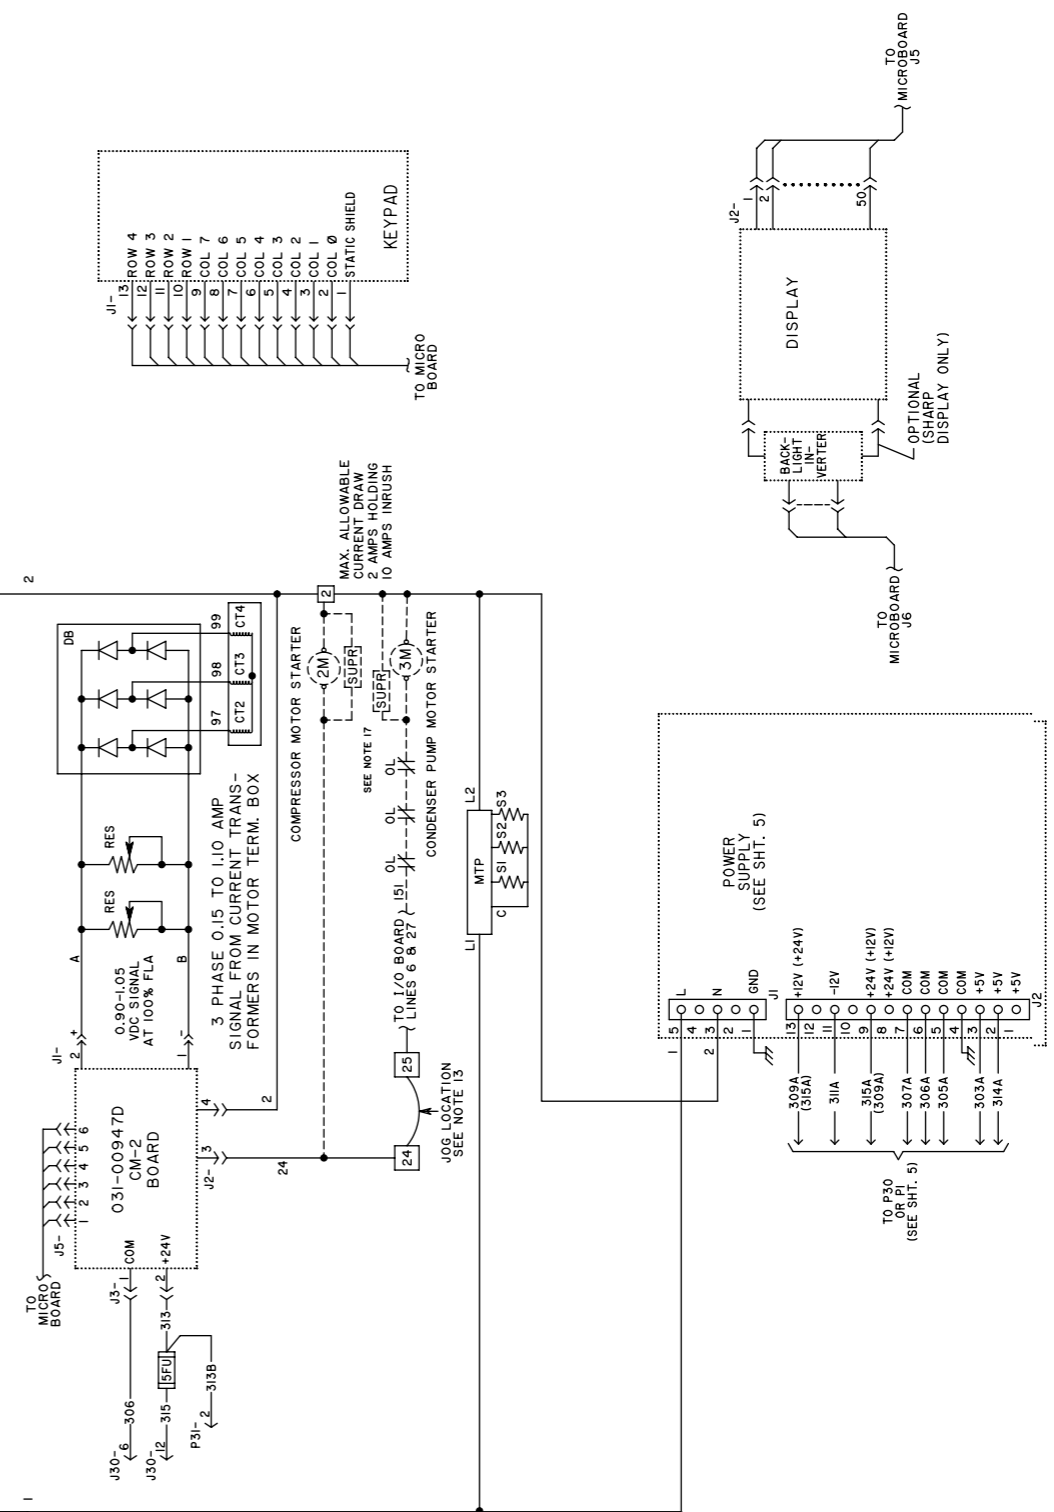 1
2
TO
MICRO
BOARD
J5-
1
2
3
4
5
6
031-00947D
CM-2
BOARD
J1-
2
+
1
-
A
B
0.90-1.05
VDC SIGNAL
AT 100% FLA
RES
RES
DB
97
98
99
CT2
CT3
CT4
3 PHASE 0.15 TO 1.10 AMP
SIGNAL FROM CURRENT TRANS-
FORMERS IN MOTOR TERM. BOX
J30-
6
306
J3-
1
COM
J30-
12
315
5FU
313
2
+24V
P31-
2
313B
J2-
3
4
24
2
J1-
13
ROW 4
12
ROW 3
11
ROW 2
10
ROW 1
9
COL 7
8
COL 6
7
COL 5
6
COL 4
5
COL 3
4
COL 2
3
COL 1
2
COL Ø
1
STATIC SHIELD
KEYPAD
TO MICRO
BOARD
COMPRESSOR MOTOR STARTER
2M
SUPR
2
MAX. ALLOWABLE
CURRENT DRAW
2 AMPS HOLDING
10 AMPS INRUSH
SEE NOTE 17
SUPR
24
25
TO I/O BOARD
LINES 6 & 27
151
OL
OL
OL
3M
CONDENSER PUMP MOTOR STARTER
JOG LOCATION
SEE NOTE 13
L1
MTP
L2
C
S1
S2
S3
POWER
SUPPLY
(SEE SHT. 5)
1
5
L
4
2
3
N
2
1
GND
J1
309A
(315A)
13
+12V (+24V)
12
311A
11
-12V
10
315A
(309A)
9
+24V (+12V)
8
+24V (+12V)
307A
7
COM
306A
6
COM
305A
5
COM
4
COM
303A
3
+5V
314A
2
+5V
1
+5V
J2
TO P30
OR P1
(SEE SHT. 5)
TO
MICROBOARD
J6
BACK-
LIGHT
IN-
VERTER
OPTIONAL
(SHARP
DISPLAY ONLY)
DISPLAY
J2-
1
2
50
TO
MICROBOARD
J5